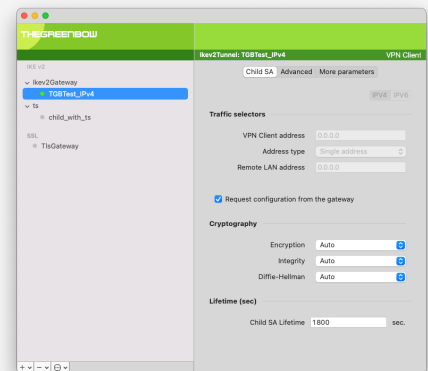 THEGREENBOW
Ikev2Tunnel: TGBTest_IPv4
VPN Client
IKE v2
Ikev2Gateway
TGBTest_IPv4
ts
child_with_ts
SSL
TlsGateway
Child SA
Advanced
More parameters
IPV4
IPV6
Traffic selectors
VPN Client address 0.0.0.0
Address type Single address
Remote LAN address 0.0.0.0
Request configuration from the gateway
Cryptography
Encryption Auto
Integrity Auto
Diffie-Hellman Auto
Lifetime (sec)
Child SA Lifetime 1800 sec.